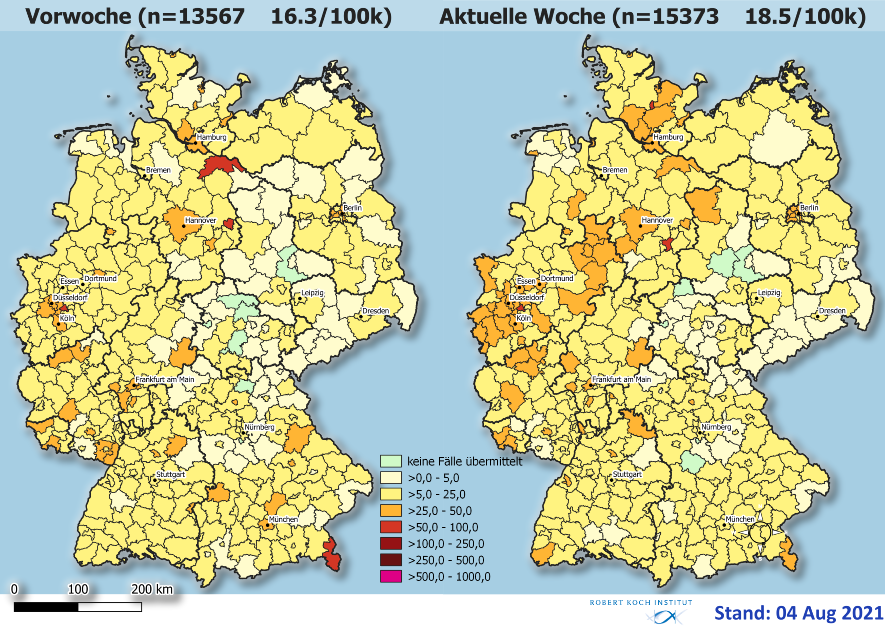 Vorwoche (n=13567 16.3/100k)
Aktuelle Woche (n=15373 18.5/100k)
Hamburg
Bremen
Berlin
Hannover
Essen
Dortmund
Düsseldorf
Leipzig
Köln
Dresden
Frankfurt am Main
Nürnberg
Stuttgart
München
Hamburg
Bremen
Berlin
Hannover
Essen
Dortmund
Düsseldorf
Leipzig
Köln
Dresden
Frankfurt am Main
Nürnberg
Stuttgart
München
keine Fälle übermittelt
>0,0 - 5,0
>5,0 - 25,0
>25,0 - 50,0
>50,0 - 100,0
>100,0 - 250,0
>250,0 - 500,0
>500,0 - 1000,0
0 100 200 km
ROBERT KOCH INSTITUT
Stand: 04 Aug 2021